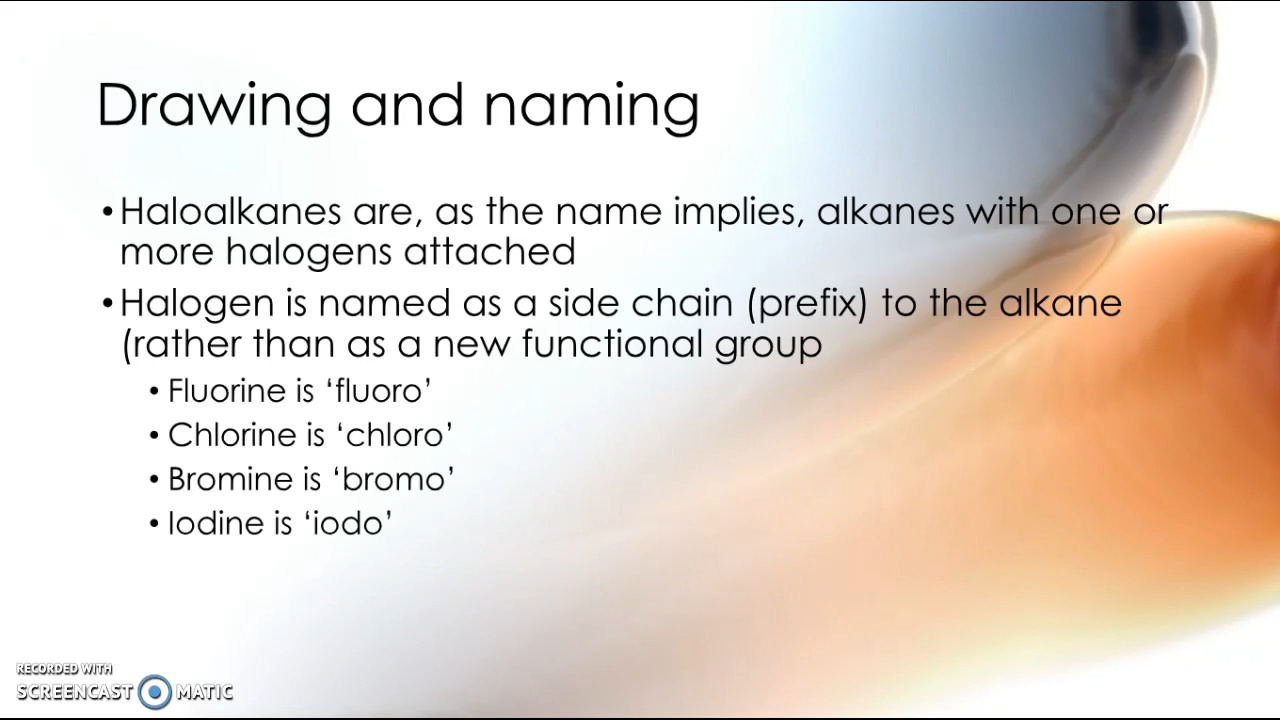 Drawing and naming
• Haloalkanes are, as the name implies, alkanes with one or
more halogens attached
• Halogen is named as a side chain (prefix) to the alkane
(rather than as a new functional group
• Fluorine is ‘fluoro’
• Chlorine is ‘chloro’
• Bromine is ‘bromo’
• Iodine is ‘iodo’
RECORDED WITH
SCREENCAST MATIC